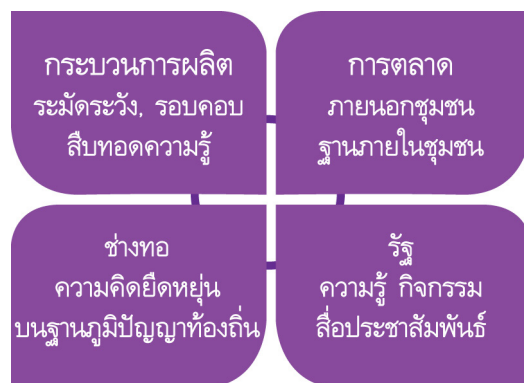 กระบวนการผลิต
ระมัดระวัง, รอบคอบ
สืบทอดความรู้
การตลาด
ภายนอกชุมชน
ฐานภายในชุมชน
ช่างทอ
ความคิดยืดหยุ่น
บนฐานภูมิปัญญาท้องถิ่น
รัฐ
ความรู้ กิจกรรม
สื่อประชาสัมพันธ์